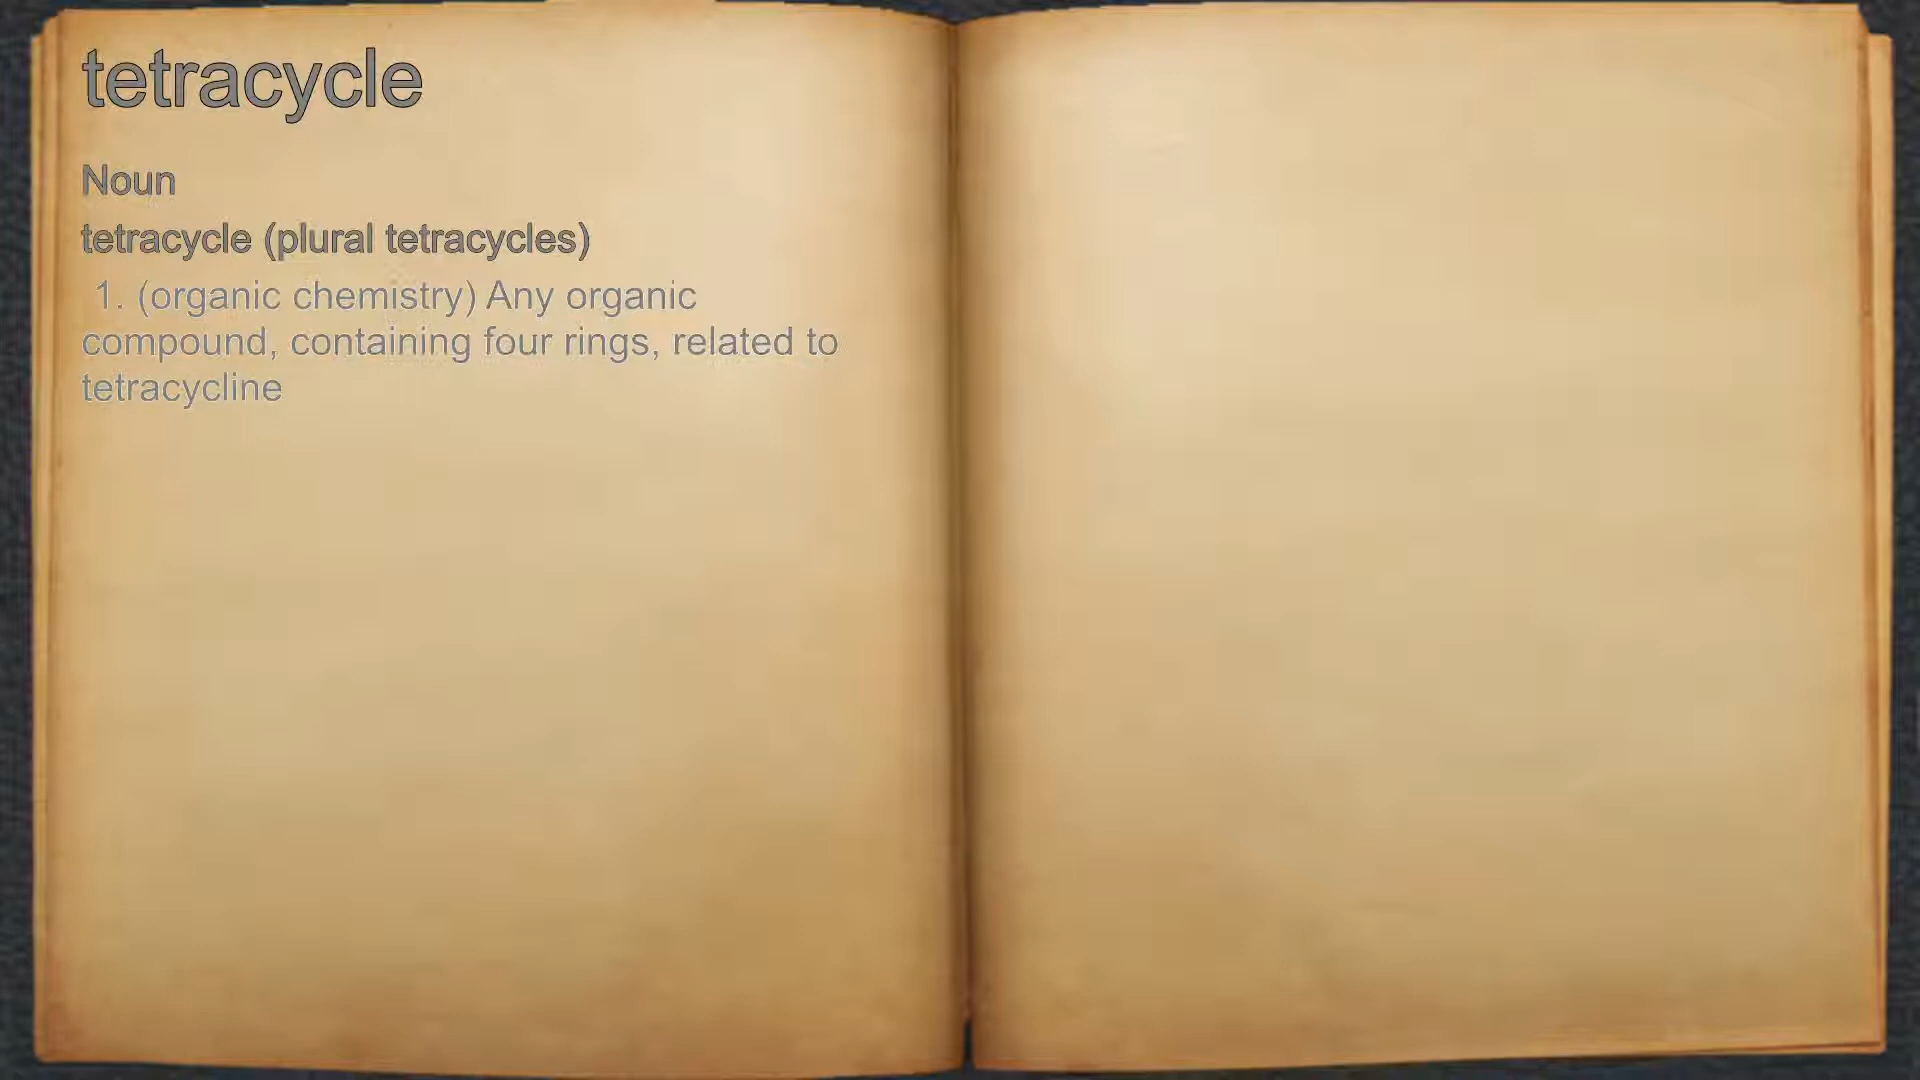 tetracycle
Noun
tetracycle (plural tetracycles)
1. (organic chemistry) Any organic
compound, containing four rings, related to
tetracycline